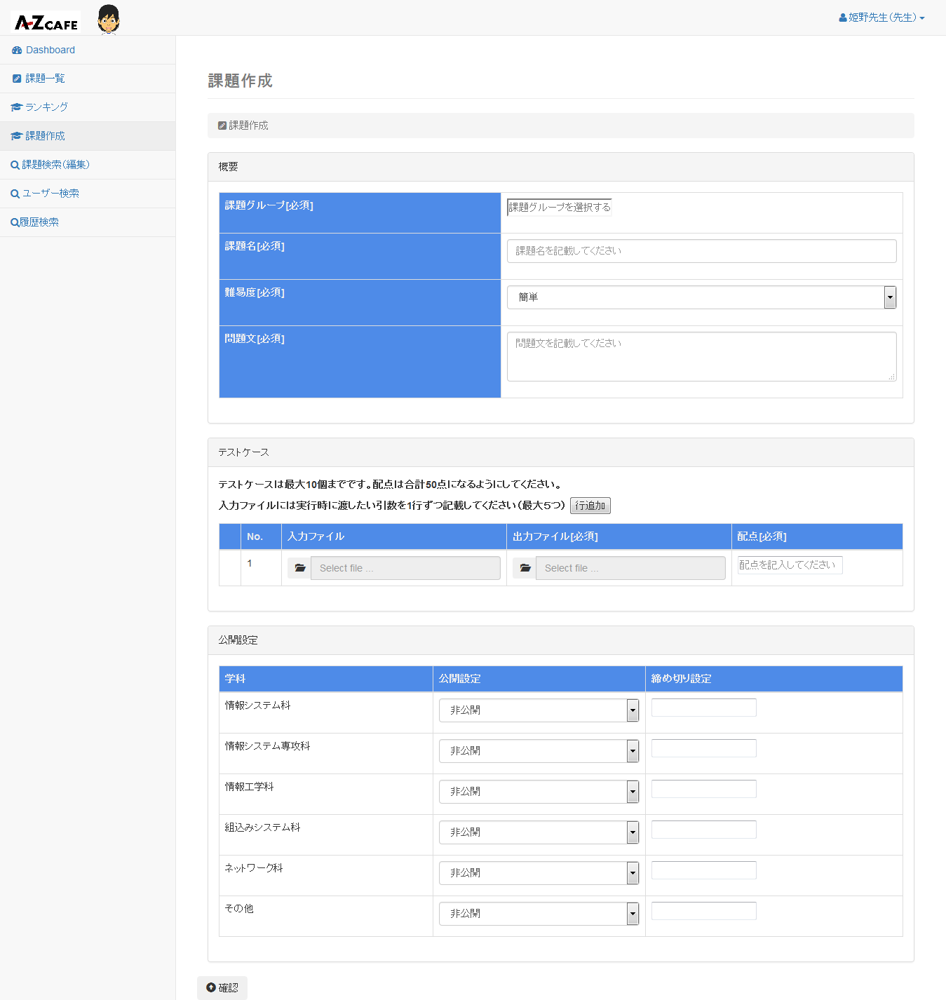 A-Z CAFE
姫野先生(先生)
Dashboard
課題一覧
ランキング
課題作成
課題検索(編集)
ユーザー検索
履歴検索
課題作成
課題作成
概要
課題グループ[必須]
課題グループを選択する
課題名[必須]
課題名を記載してください
難易度[必須]
簡単
問題文[必須]
問題文を記載してください
テストケース
テストケースは最大10個までです。配点は合計50点になるようにしてください。
入力ファイルには実行時に渡したい引数を1行ずつ記載してください(最大5つ) 行追加
No. 入力ファイル 出力ファイル[必須] 配点[必須]
1 Select file ... Select file ... 配点を記入してください
公開設定
学科 公開設定 締め切り設定
情報システム科 非公開
情報システム専攻科 非公開
情報工学科 非公開
組込みシステム科 非公開
ネットワーク科 非公開
その他 非公開
確認